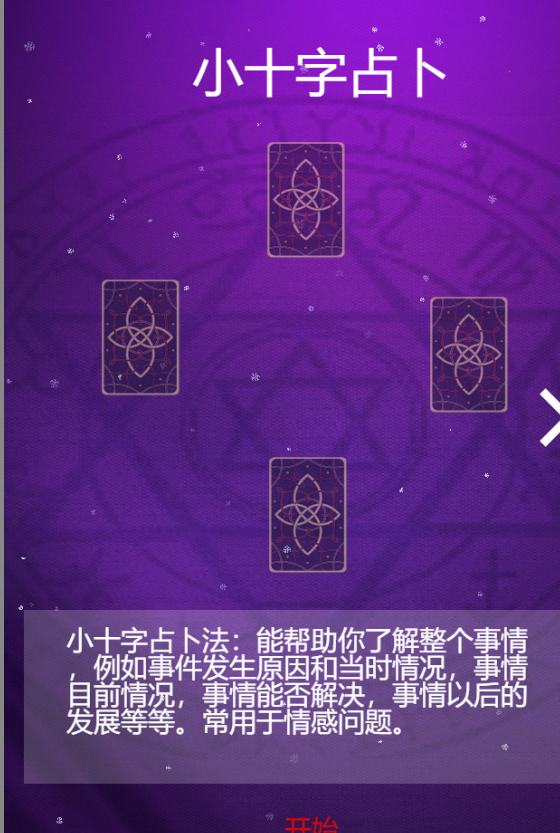 小十字占卜
小十字占卜法：能帮助你了解整个事情
，例如事件发生原因和当时情况，事情
目前情况，事情能否解决，事情以后的
发展等等。常用于情感问题。
开始